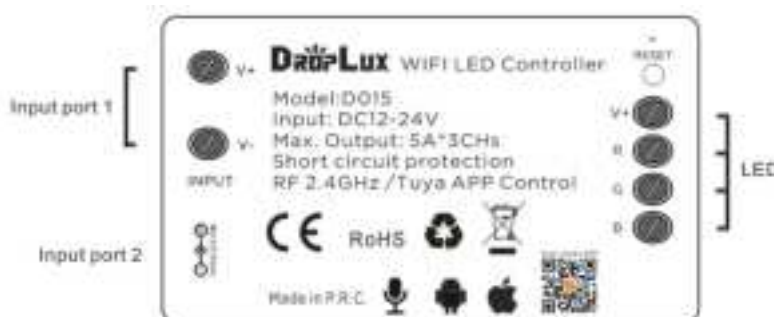 Input port 1
V+
V-
INPUT
Input port 2
DROPLUX WIFI LED Controller
Model:D015
Input: DC12-24V
Max. Output: 5A*3CHs
Short circuit protection
RF 2.4GHz /Tuya APP Control
CE RoHS
Made in P.R.C.
RESET
V+
R
G
LED